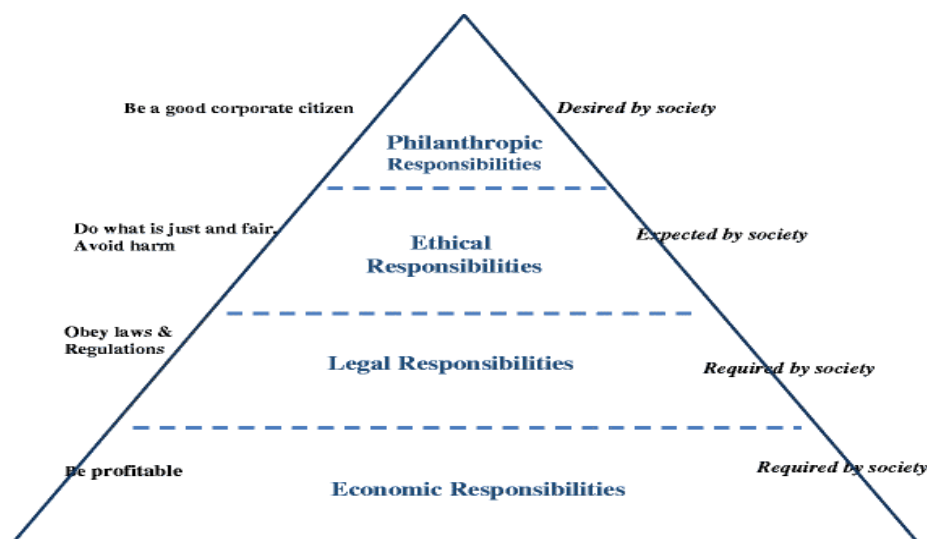 Be a good corporate citizen
Desired by society
Philanthropic
Responsibilities
Do what is just and fair,
Avoid harm
Expected by society
Ethical
Responsibilities
Obey laws &
Regulations
Legal Responsibilities
Required by society
Be profitable
Required by society
Economic Responsibilities